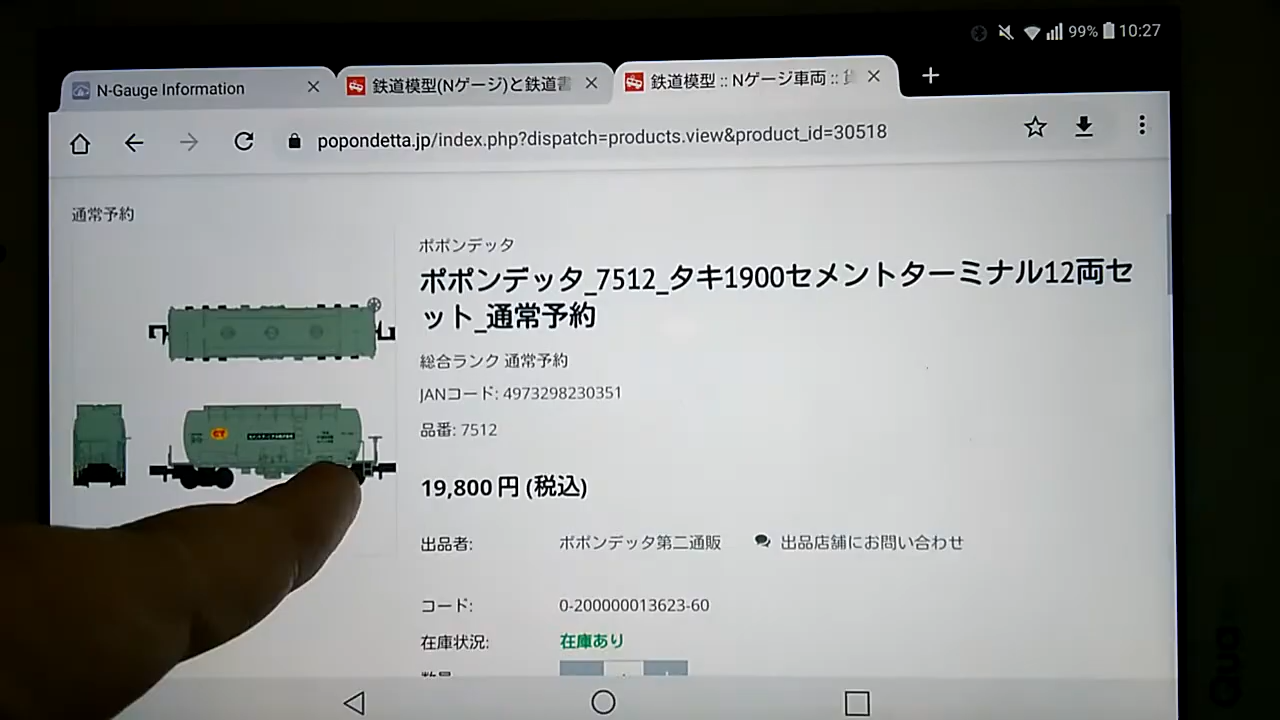 99% 10:27
N-Gauge Information
鉄道模型(Nゲージ)と鉄道書
鉄道模型 :: Nゲージ車両 ::
popondetta.jp/index.php?dispatch=products.view&product_id=30518
通常予約
ポポンデッタ
ポポンデッタ_7512_タキ1900セメントターミナル12両セ
ット_通常予約
総合ランク 通常予約
JANコード: 4973298230351
品番: 7512
CT
19,800 円 (税込)
出品者: ポポンデッタ第二通販 出品店舗にお問い合わせ
コード: 0-200000013623-60
在庫状況: 在庫あり
Qua